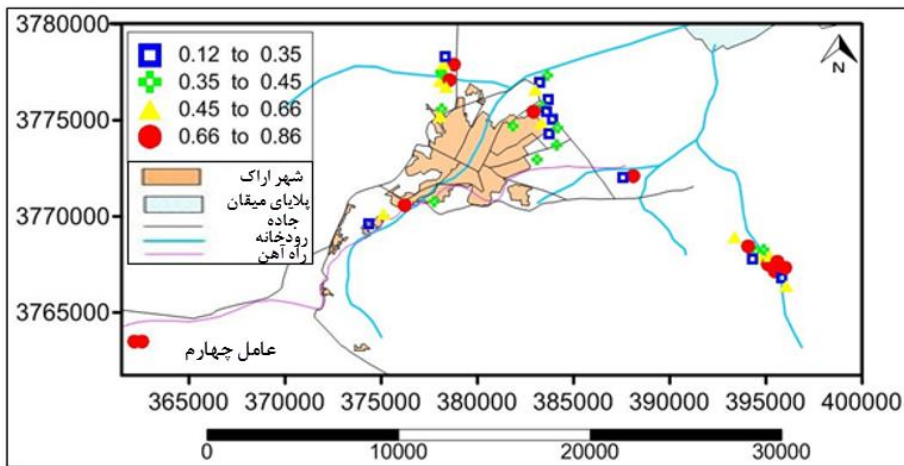 3780000
3775000
3770000
3765000
0.12 to 0.35
0.35 to 0.45
0.45 to 0.66
0.66 to 0.86
شهر اراک
پلایای میقان
جاده
رودخانه
راه آهن
N
عامل چهارم
365000 370000 375000 380000 385000 390000 395000 400000
0 10000 20000 30000